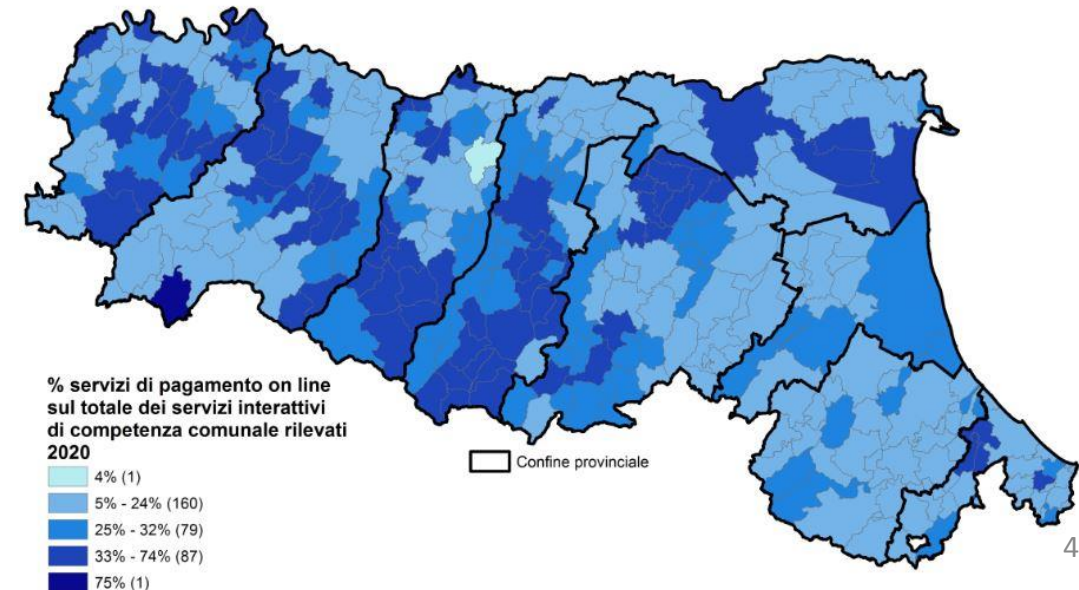 % servizi di pagamento on line
sul totale dei servizi interattivi
di competenza comunale rilevati
2020
4% (1)
5% - 24% (160)
25% - 32% (79)
33% - 74% (87)
75% (1)
Confine provinciale
4